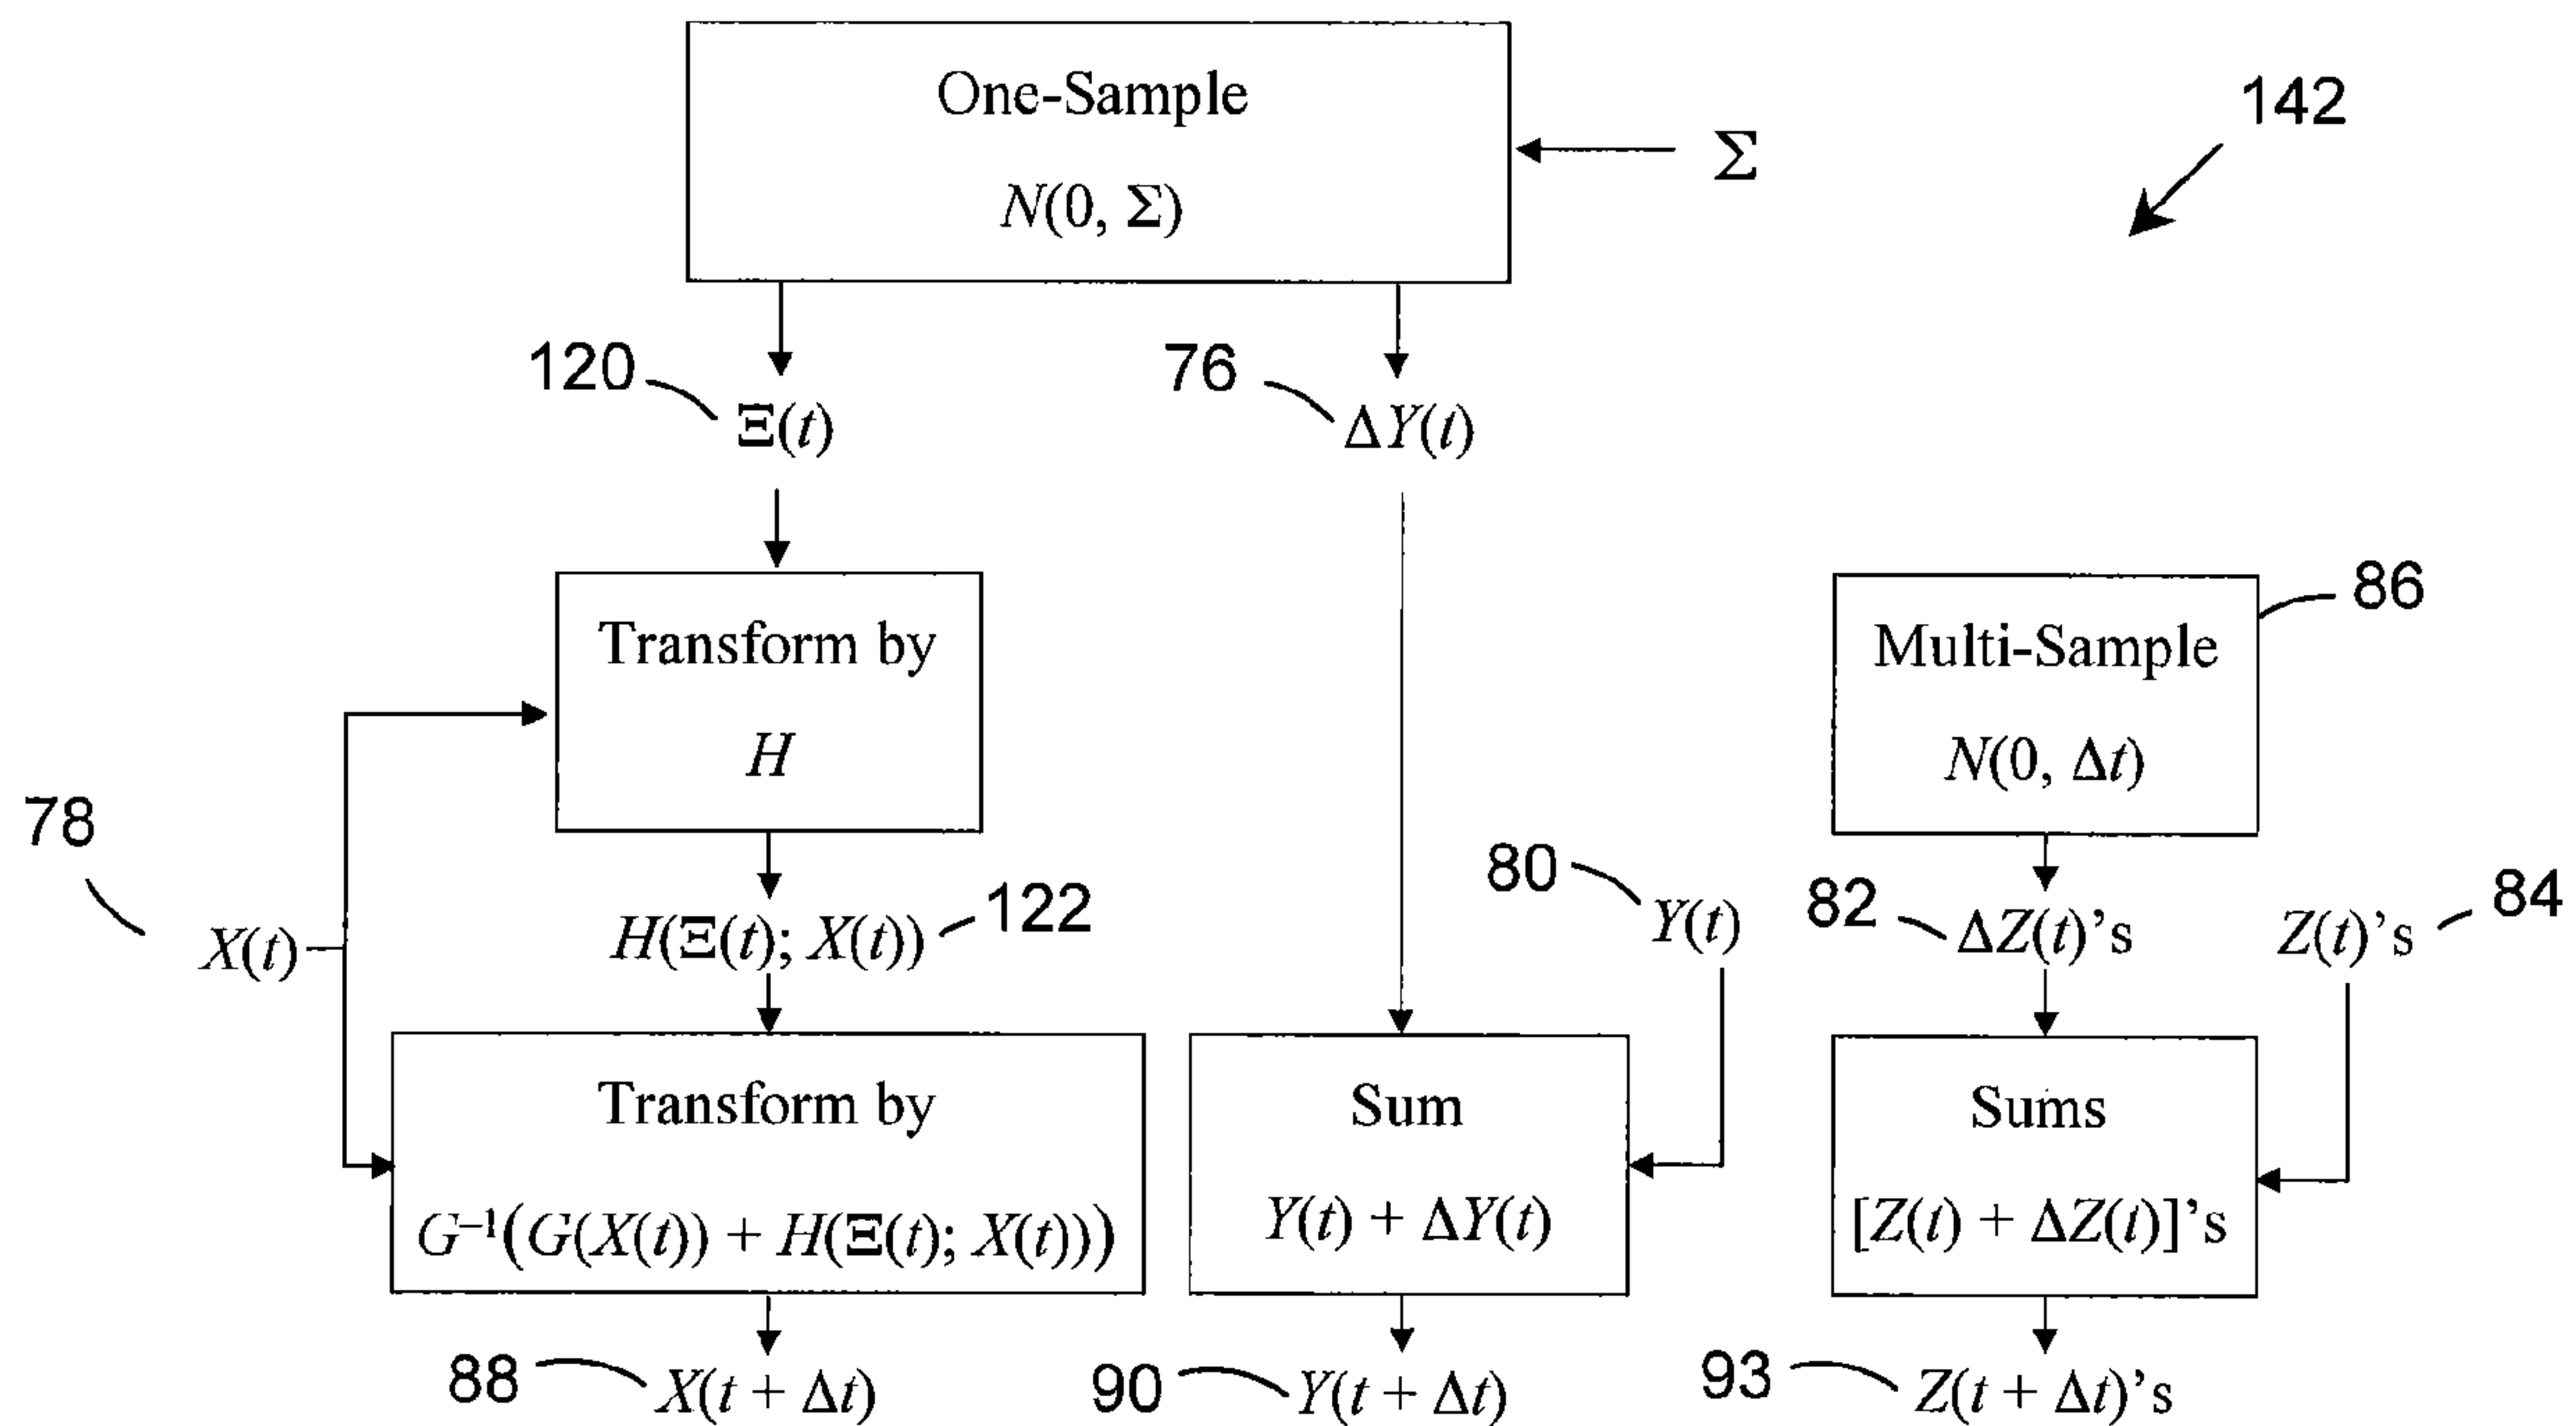 One-Sample
N(0, Σ)
Σ
142
120
Ξ(t)
76
ΔY(t)
Transform by
H
86
Multi-Sample
N(0, Δt)
78
X(t)
H(Ξ(t); X(t))
122
80
Y(t)
82
ΔZ(t)'s
Z(t)'s
84
Transform by
G⁻¹(G(X(t)) + H(Ξ(t); X(t)))
Sum
Y(t) + ΔY(t)
Sums
[Z(t) + ΔZ(t)]'s
88
X(t + Δt)
90
Y(t + Δt)
93
Z(t + Δt)'s